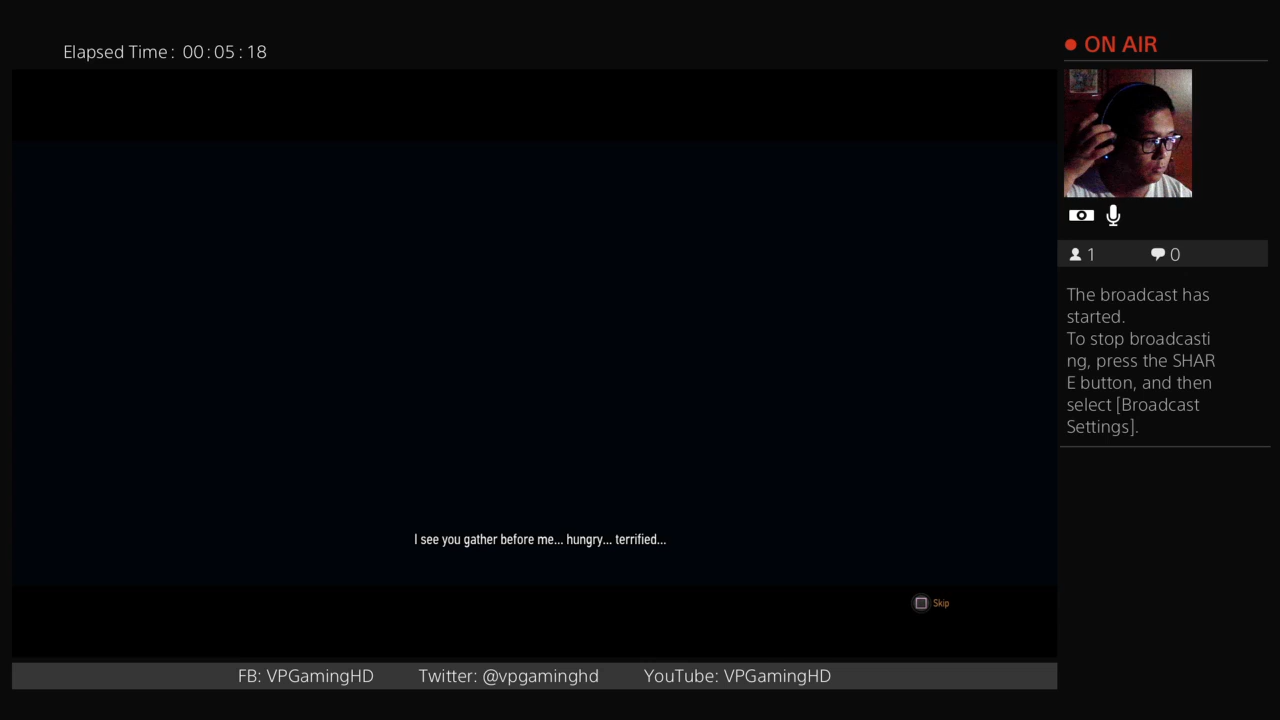 Elapsed Time: 00:05:18
ON AIR
1 0
The broadcast has
started.
To stop broadcasti
ng, press the SHAR
E button, and then
select [Broadcast
Settings].
I see you gather before me... hungry... terrified...
Skip
FB: VPGamingHD Twitter: @vpgaminghd YouTube: VPGamingHD